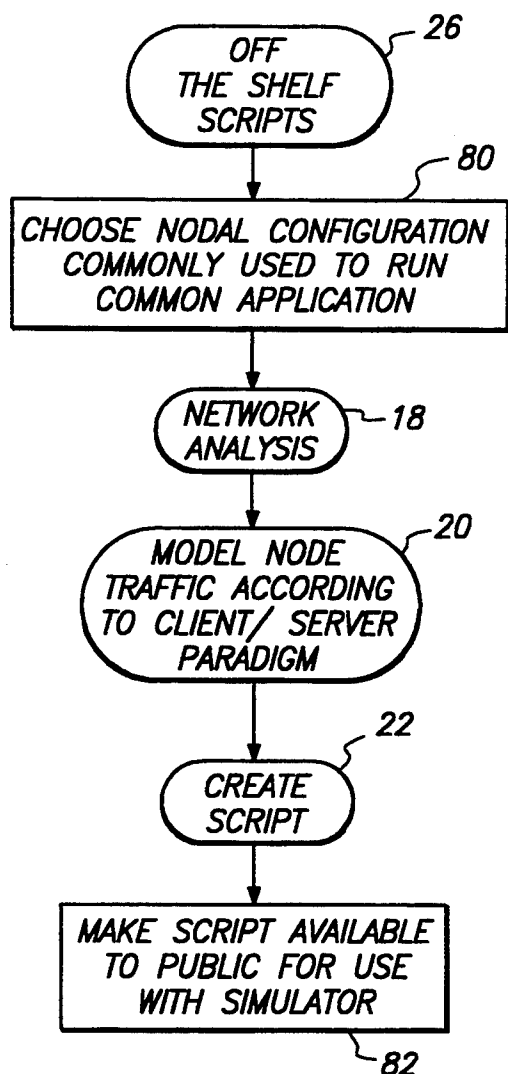 26
OFF
THE SHELF
SCRIPTS
80
CHOOSE NODAL CONFIGURATION
COMMONLY USED TO RUN
COMMON APPLICATION
NETWORK
ANALYSIS
18
20
MODEL NODE
TRAFFIC ACCORDING
TO CLIENT/ SERVER
PARADIGM
22
CREATE
SCRIPT
MAKE SCRIPT AVAILABLE
TO PUBLIC FOR USE
WITH SIMULATOR
82